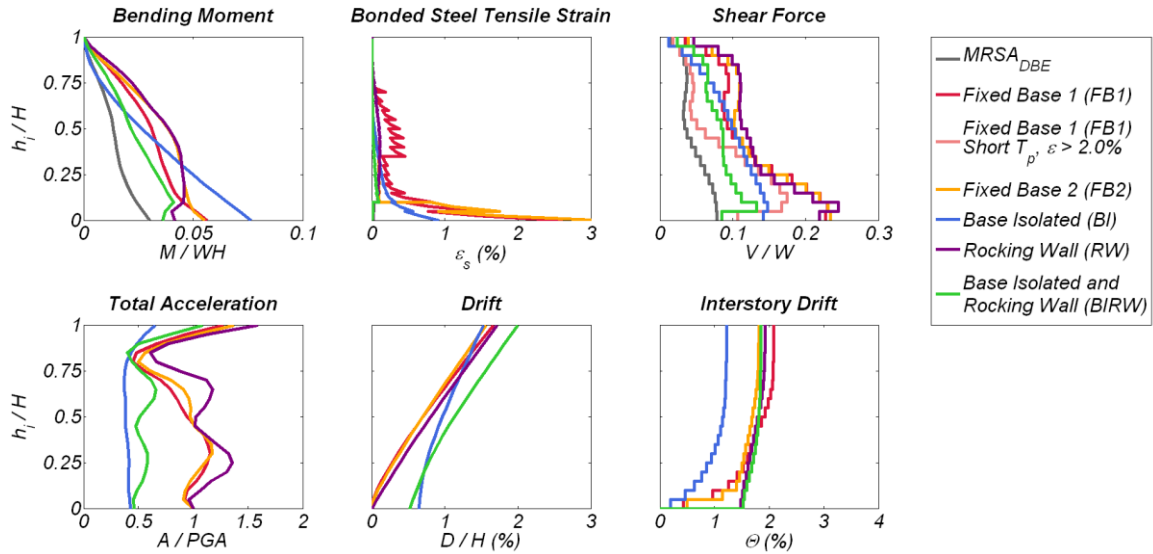 Bending Moment
Bonded Steel Tensile Strain
Shear Force
1
0.75
0.5
0.25
0
h_i / H
0
0.1
M / WH
0
1
2
3
ε_s (%)
0
0.1
0.2
0.3
V / W
MRSA_DBE
Fixed Base 1 (FB1)
Fixed Base 1 (FB1)
Short T_p, ε > 2.0%
Fixed Base 2 (FB2)
Base Isolated (BI)
Rocking Wall (RW)
Base Isolated and
Rocking Wall (BIRW)
Total Acceleration
Drift
Interstory Drift
1
0.75
0.5
0.25
0
h_i / H
0
0.5
1
1.5
2
A / PGA
0
1
2
3
D / H (%)
0
1
2
3
4
Θ (%)